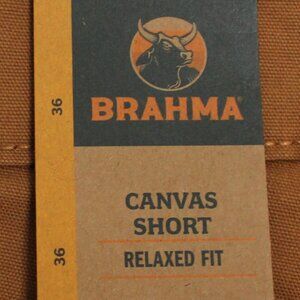 36
BRAHMA
36
CANVAS
SHORT
RELAXED FIT